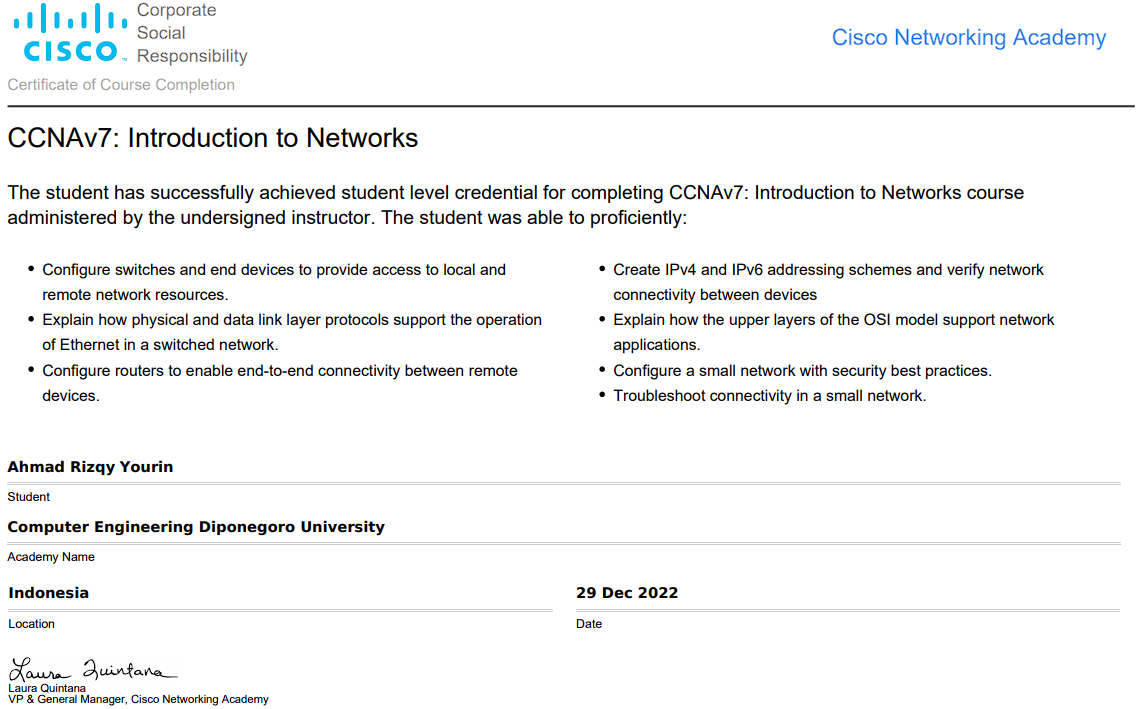 Corporate
Social
Responsibility
CISCO™
Cisco Networking Academy
Certificate of Course Completion
CCNAv7: Introduction to Networks
The student has successfully achieved student level credential for completing CCNAv7: Introduction to Networks course
administered by the undersigned instructor. The student was able to proficiently:
• Configure switches and end devices to provide access to local and
remote network resources.
• Explain how physical and data link layer protocols support the operation
of Ethernet in a switched network.
• Configure routers to enable end-to-end connectivity between remote
devices.
• Create IPv4 and IPv6 addressing schemes and verify network
connectivity between devices
• Explain how the upper layers of the OSI model support network
applications.
• Configure a small network with security best practices.
• Troubleshoot connectivity in a small network.
Ahmad Rizqy Yourin
Student
Computer Engineering Diponegoro University
Academy Name
Indonesia
Location
29 Dec 2022
Date
Laura Quintana
Laura Quintana
VP & General Manager, Cisco Networking Academy